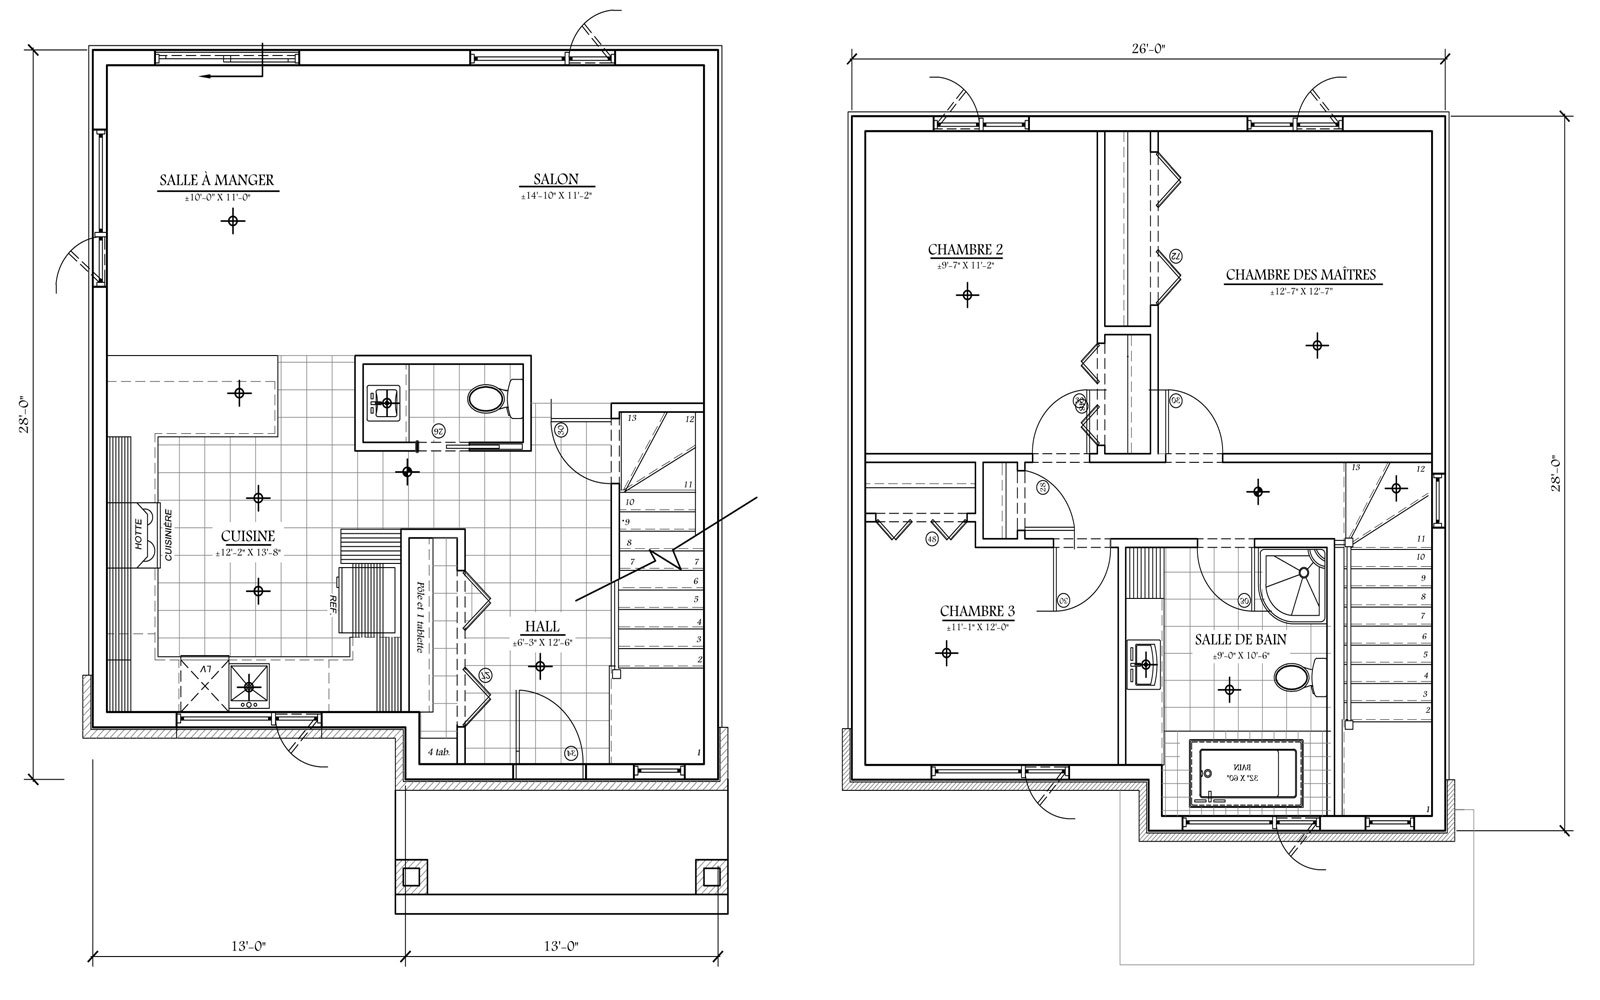 28'-0"
SALLE À MANGER
±10'-0" X 11'-0"
SALON
±14'-10" X 11'-2"
26
30
13
12
11
10
9
8
7
7
6
5
4
3
2
1
HOTTE
CUISINIÈRE
CUISINE
±12'-2" X 13'-8"
REF.
Pôle et 1 tablette
HALL
±6'-3" X 12'-6"
LV
72
4 tab.
34
13'-0"
13'-0"
26'-0"
CHAMBRE 2
±9'-7" X 11'-2"
72
CHAMBRE DES MAÎTRES
±12'-7" X 12'-7"
30
28
48
13
12
11
10
9
8
7
6
5
4
3
2
1
28'-0"
30
CHAMBRE 3
±11'-1" X 12'-0"
SALLE DE BAIN
±9'-0" X 10'-6"
BAIN
32" X 60"